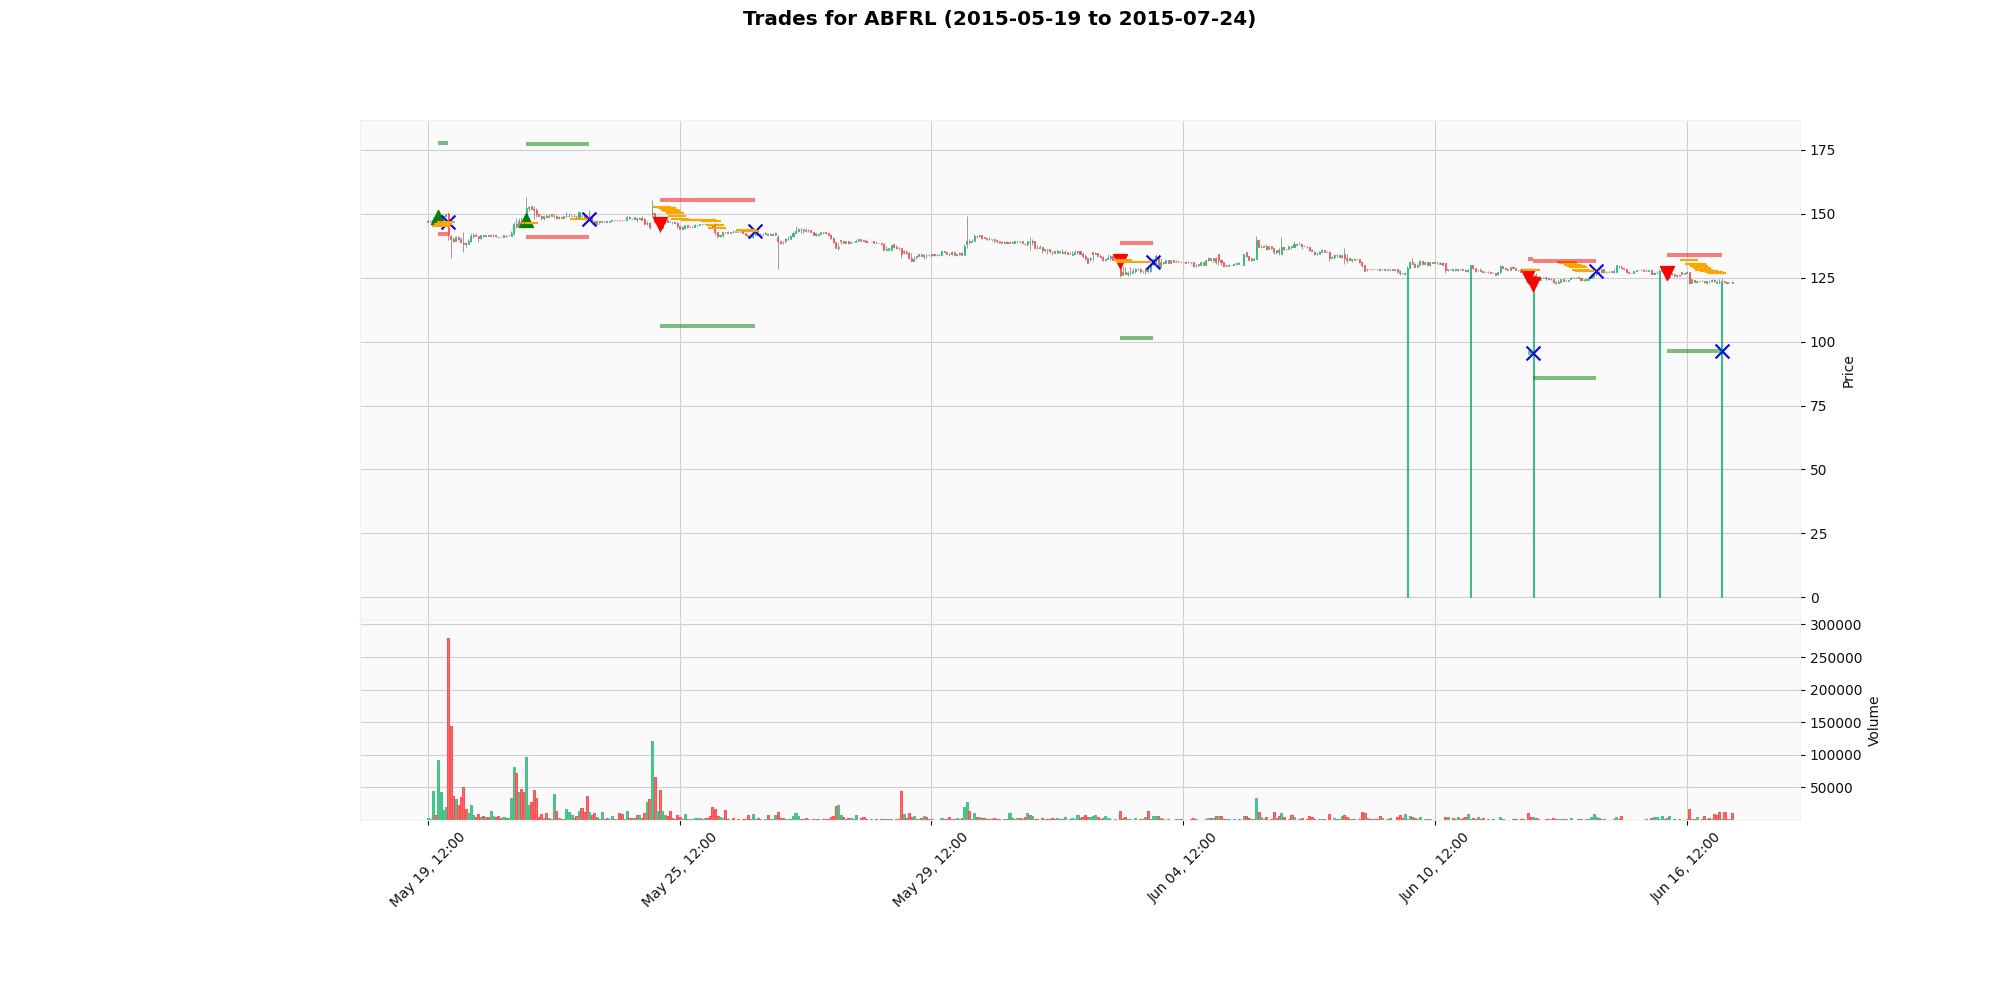 Trades for ABFRL (2015-05-19 to 2015-07-24)
175
150
125
100
75
50
25
0
Price
300000
250000
200000
150000
100000
50000
Volume
May 19, 12:00
May 25, 12:00
May 29, 12:00
Jun 04, 12:00
Jun 10, 12:00
Jun 16, 12:00